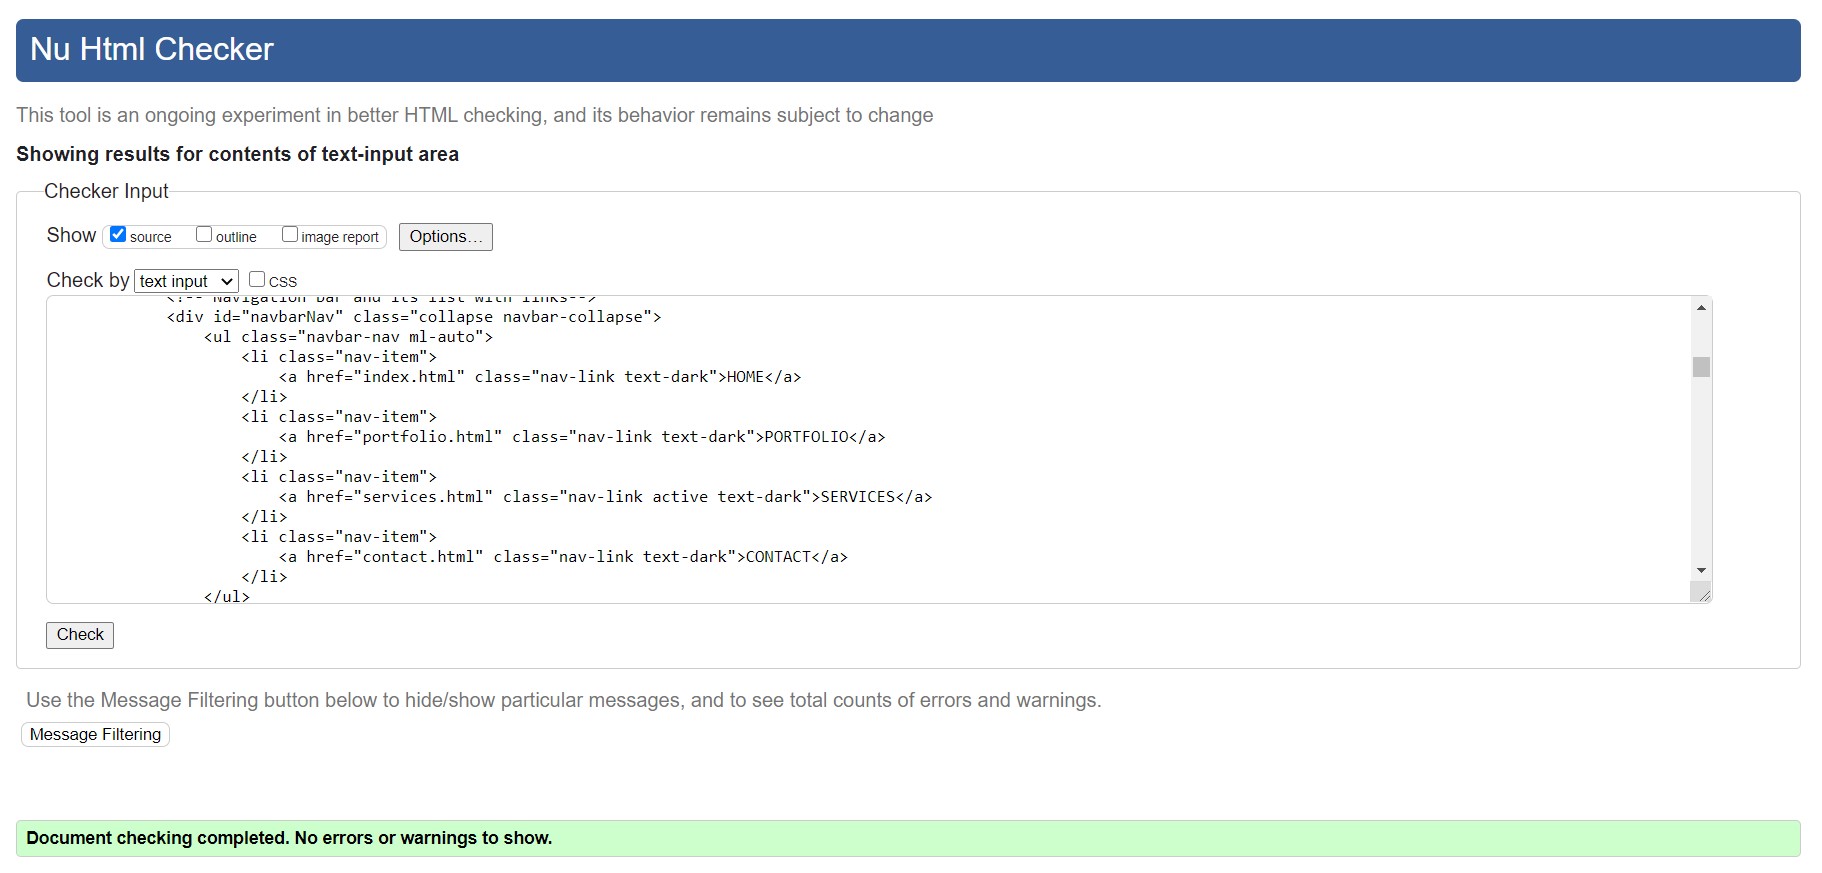 Nu Html Checker
This tool is an ongoing experiment in better HTML checking, and its behavior remains subject to change
Showing results for contents of text-input area
Checker Input
Show source outline image report Options...
Check by text input CSS
<!-- Navigation bar and its list with links-->
<div id="navbarNav" class="collapse navbar-collapse">
<ul class="navbar-nav ml-auto">
<li class="nav-item">
<a href="index.html" class="nav-link text-dark">HOME</a>
</li>
<li class="nav-item">
<a href="portfolio.html" class="nav-link text-dark">PORTFOLIO</a>
</li>
<li class="nav-item">
<a href="services.html" class="nav-link active text-dark">SERVICES</a>
</li>
<li class="nav-item">
<a href="contact.html" class="nav-link text-dark">CONTACT</a>
</li>
</ul>
Check
Use the Message Filtering button below to hide/show particular messages, and to see total counts of errors and warnings.
Message Filtering
Document checking completed. No errors or warnings to show.